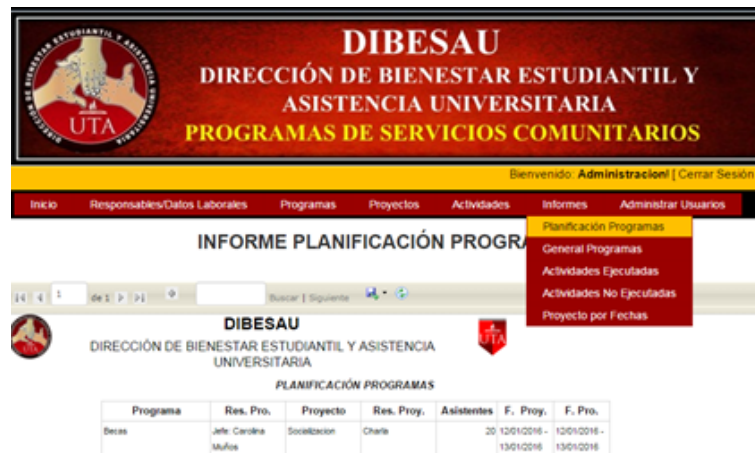 DIBESAU
DIRECCIÓN DE BIENESTAR ESTUDIANTIL Y
ASISTENCIA UNIVERSITARIA
PROGRAMAS DE SERVICIOS COMUNITARIOS
UTA
Bienvenido: Administracion! [ Cerrar Sesión
Inicio Responsables/Datos Laborales Programas Proyectos Actividades Informes Administrar Usuarios
Planificación Programas
General Programas
Actividades Ejecutadas
Actividades No Ejecutadas
Proyecto por Fechas
INFORME PLANIFICACIÓN PROGRA
1 de 1 Buscar | Siguiente
DIBESAU
DIRECCIÓN DE BIENESTAR ESTUDIANTIL Y ASISTENCIA
UNIVERSITARIA
UTA
PLANIFICACIÓN PROGRAMAS
Programa Res. Pro. Proyecto Res. Proy. Asistentes F. Proy. F. Pro.
Becas Jefe: Carolina Socializacion Charla 20 12/01/2016 - 12/01/2016 -
Muños 13/01/2016 13/01/2016